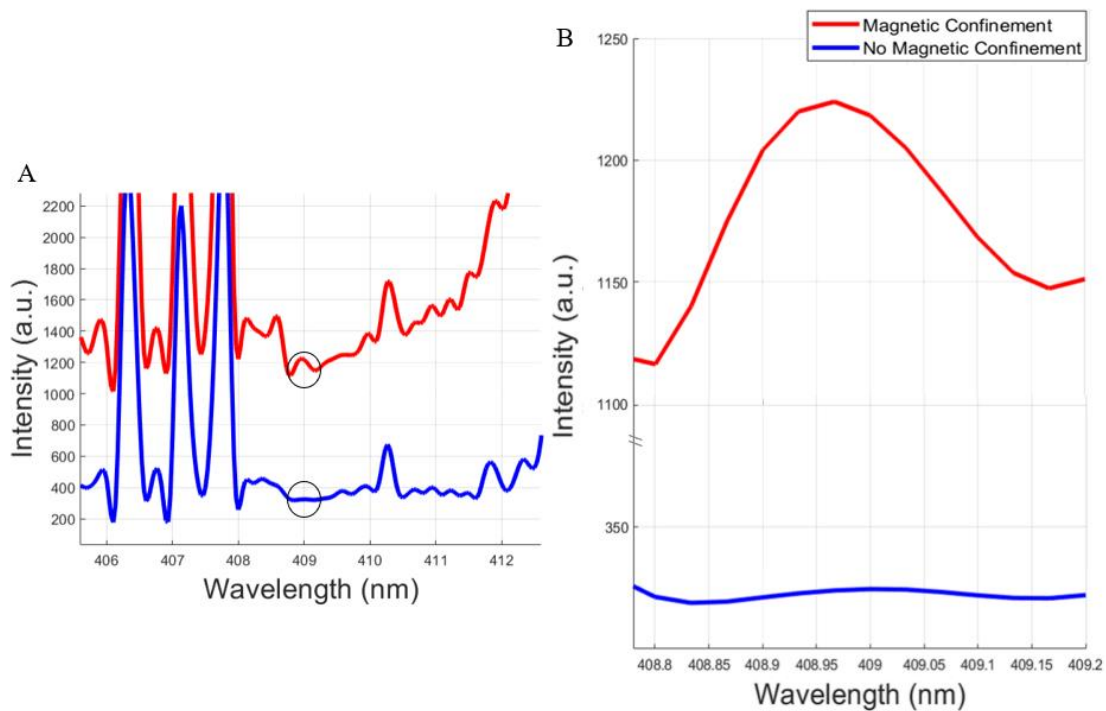 A
2200
2000
1800
1600
1400
1200
1000
800
600
400
200
Intensity (a.u.)
406 407 408 409 410 411 412
Wavelength (nm)
B
Magnetic Confinement
No Magnetic Confinement
1250
1200
1150
1100
350
Intensity (a.u.)
408.8 408.85 408.9 408.95 409 409.05 409.1 409.15 409.2
Wavelength (nm)